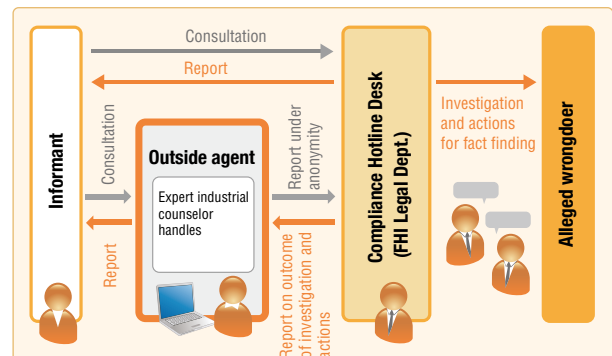 Consultation
Report
Informant
Consultation
Report
Outside agent
Expert industrial
counselor
handles
Report under
anonymity
Report on outcome
of investigation and
actions
Compliance Hotline Desk
(FHI Legal Dept.)
Investigation
and actions
for fact finding
Alleged wrongdoer